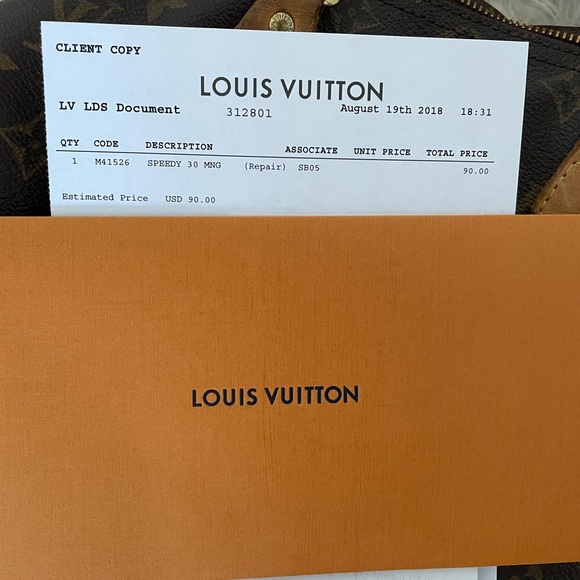 CLIENT COPY
LOUIS VUITTON
LV LDS Document 312801 August 19th 2018 18:31
QTY CODE DESCRIPTION ASSOCIATE UNIT PRICE TOTAL PRICE
1 M41526 SPEEDY 30 MNG (Repair) SB05 90.00
Estimated Price USD 90.00
LOUIS VUITTON